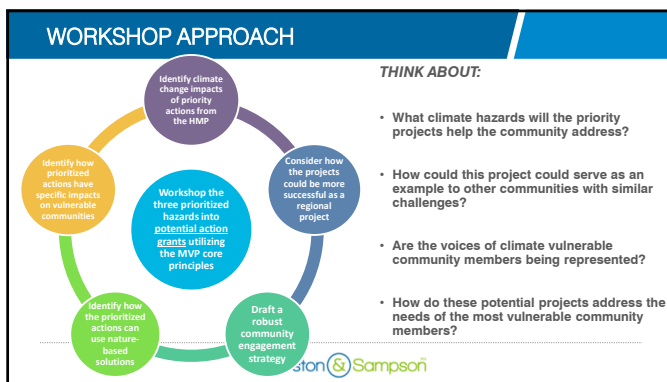 WORKSHOP APPROACH
Identify climate
change impacts
of priority
actions from
the HMP
Consider how
the projects
could be more
successful as a
regional
project
Draft a
robust
community
engagement
strategy
Identify how
the prioritized
actions can
use nature-
based
solutions
Identify how
prioritized
actions have
specific impacts
on vulnerable
communities
Workshop the
three prioritized
hazards into
potential action
grants utilizing
the MVP core
principles
THINK ABOUT:
• What climate hazards will the priority
projects help the community address?
• How could this project could serve as an
example to other communities with similar
challenges?
• Are the voices of climate vulnerable
community members being represented?
• How do these potential projects address the
needs of the most vulnerable community
members?
ston & Sampson